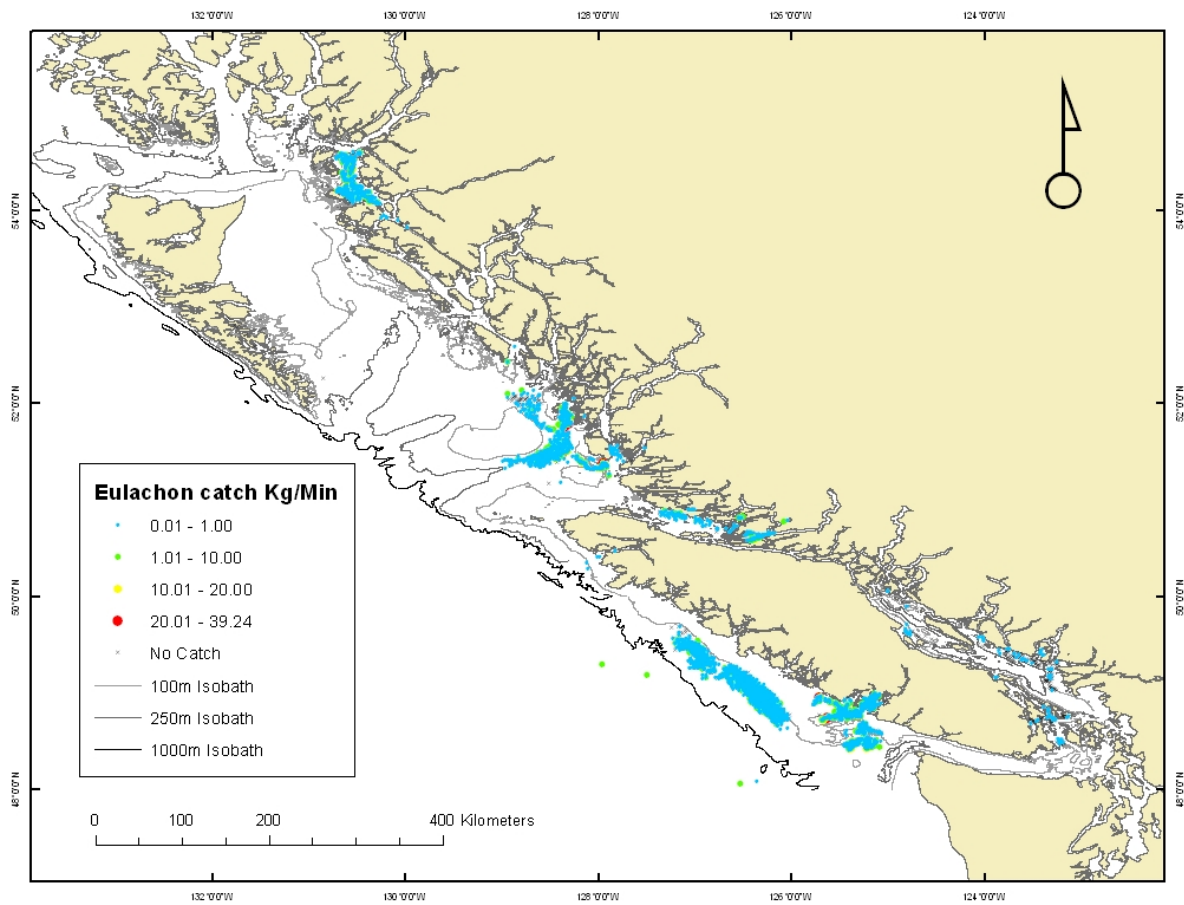 132°0'0"W 130°0'0"W 128°0'0"W 126°0'0"W 124°0'0"W
54°0'0"N 54°0'0"N
52°0'0"N 52°0'0"N
Eulachon catch Kg/Min
0.01 - 1.00
1.01 - 10.00
10.01 - 20.00
20.01 - 39.24
No Catch
100m Isobath
250m Isobath
1000m Isobath
50°0'0"N 50°0'0"N
48°0'0"N 48°0'0"N
0 100 200 400 Kilometers
132°0'0"W 130°0'0"W 128°0'0"W 126°0'0"W 124°0'0"W